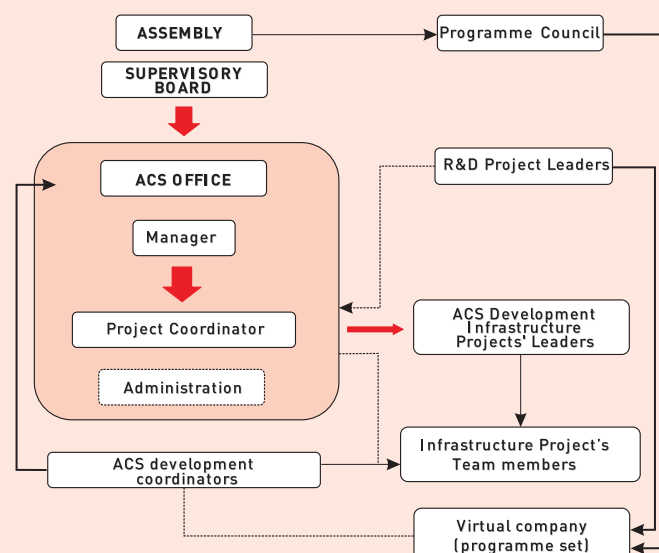 ASSEMBLY
Programme Council
SUPERVISORY
BOARD
ACS OFFICE
R&D Project Leaders
Manager
Project Coordinator
ACS Development
Infrastructure
Projects' Leaders
Administration
Infrastructure Project's
Team members
ACS development
coordinators
Virtual company
(programme set)